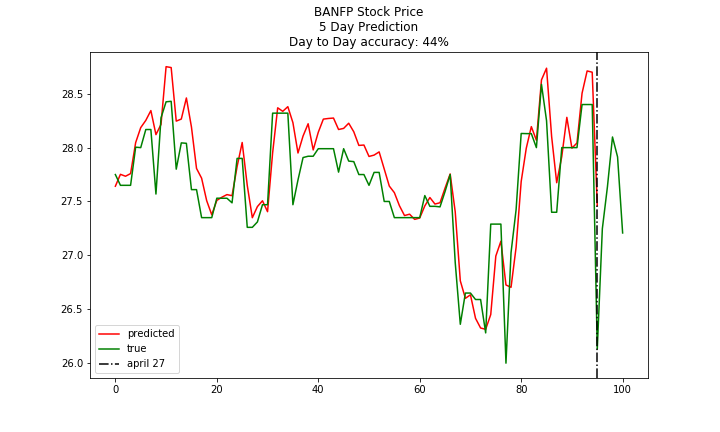 BANFP Stock Price
5 Day Prediction
Day to Day accuracy: 44%
28.5
28.0
27.5
27.0
26.5
26.0
predicted
true
april 27
0 20 40 60 80 100